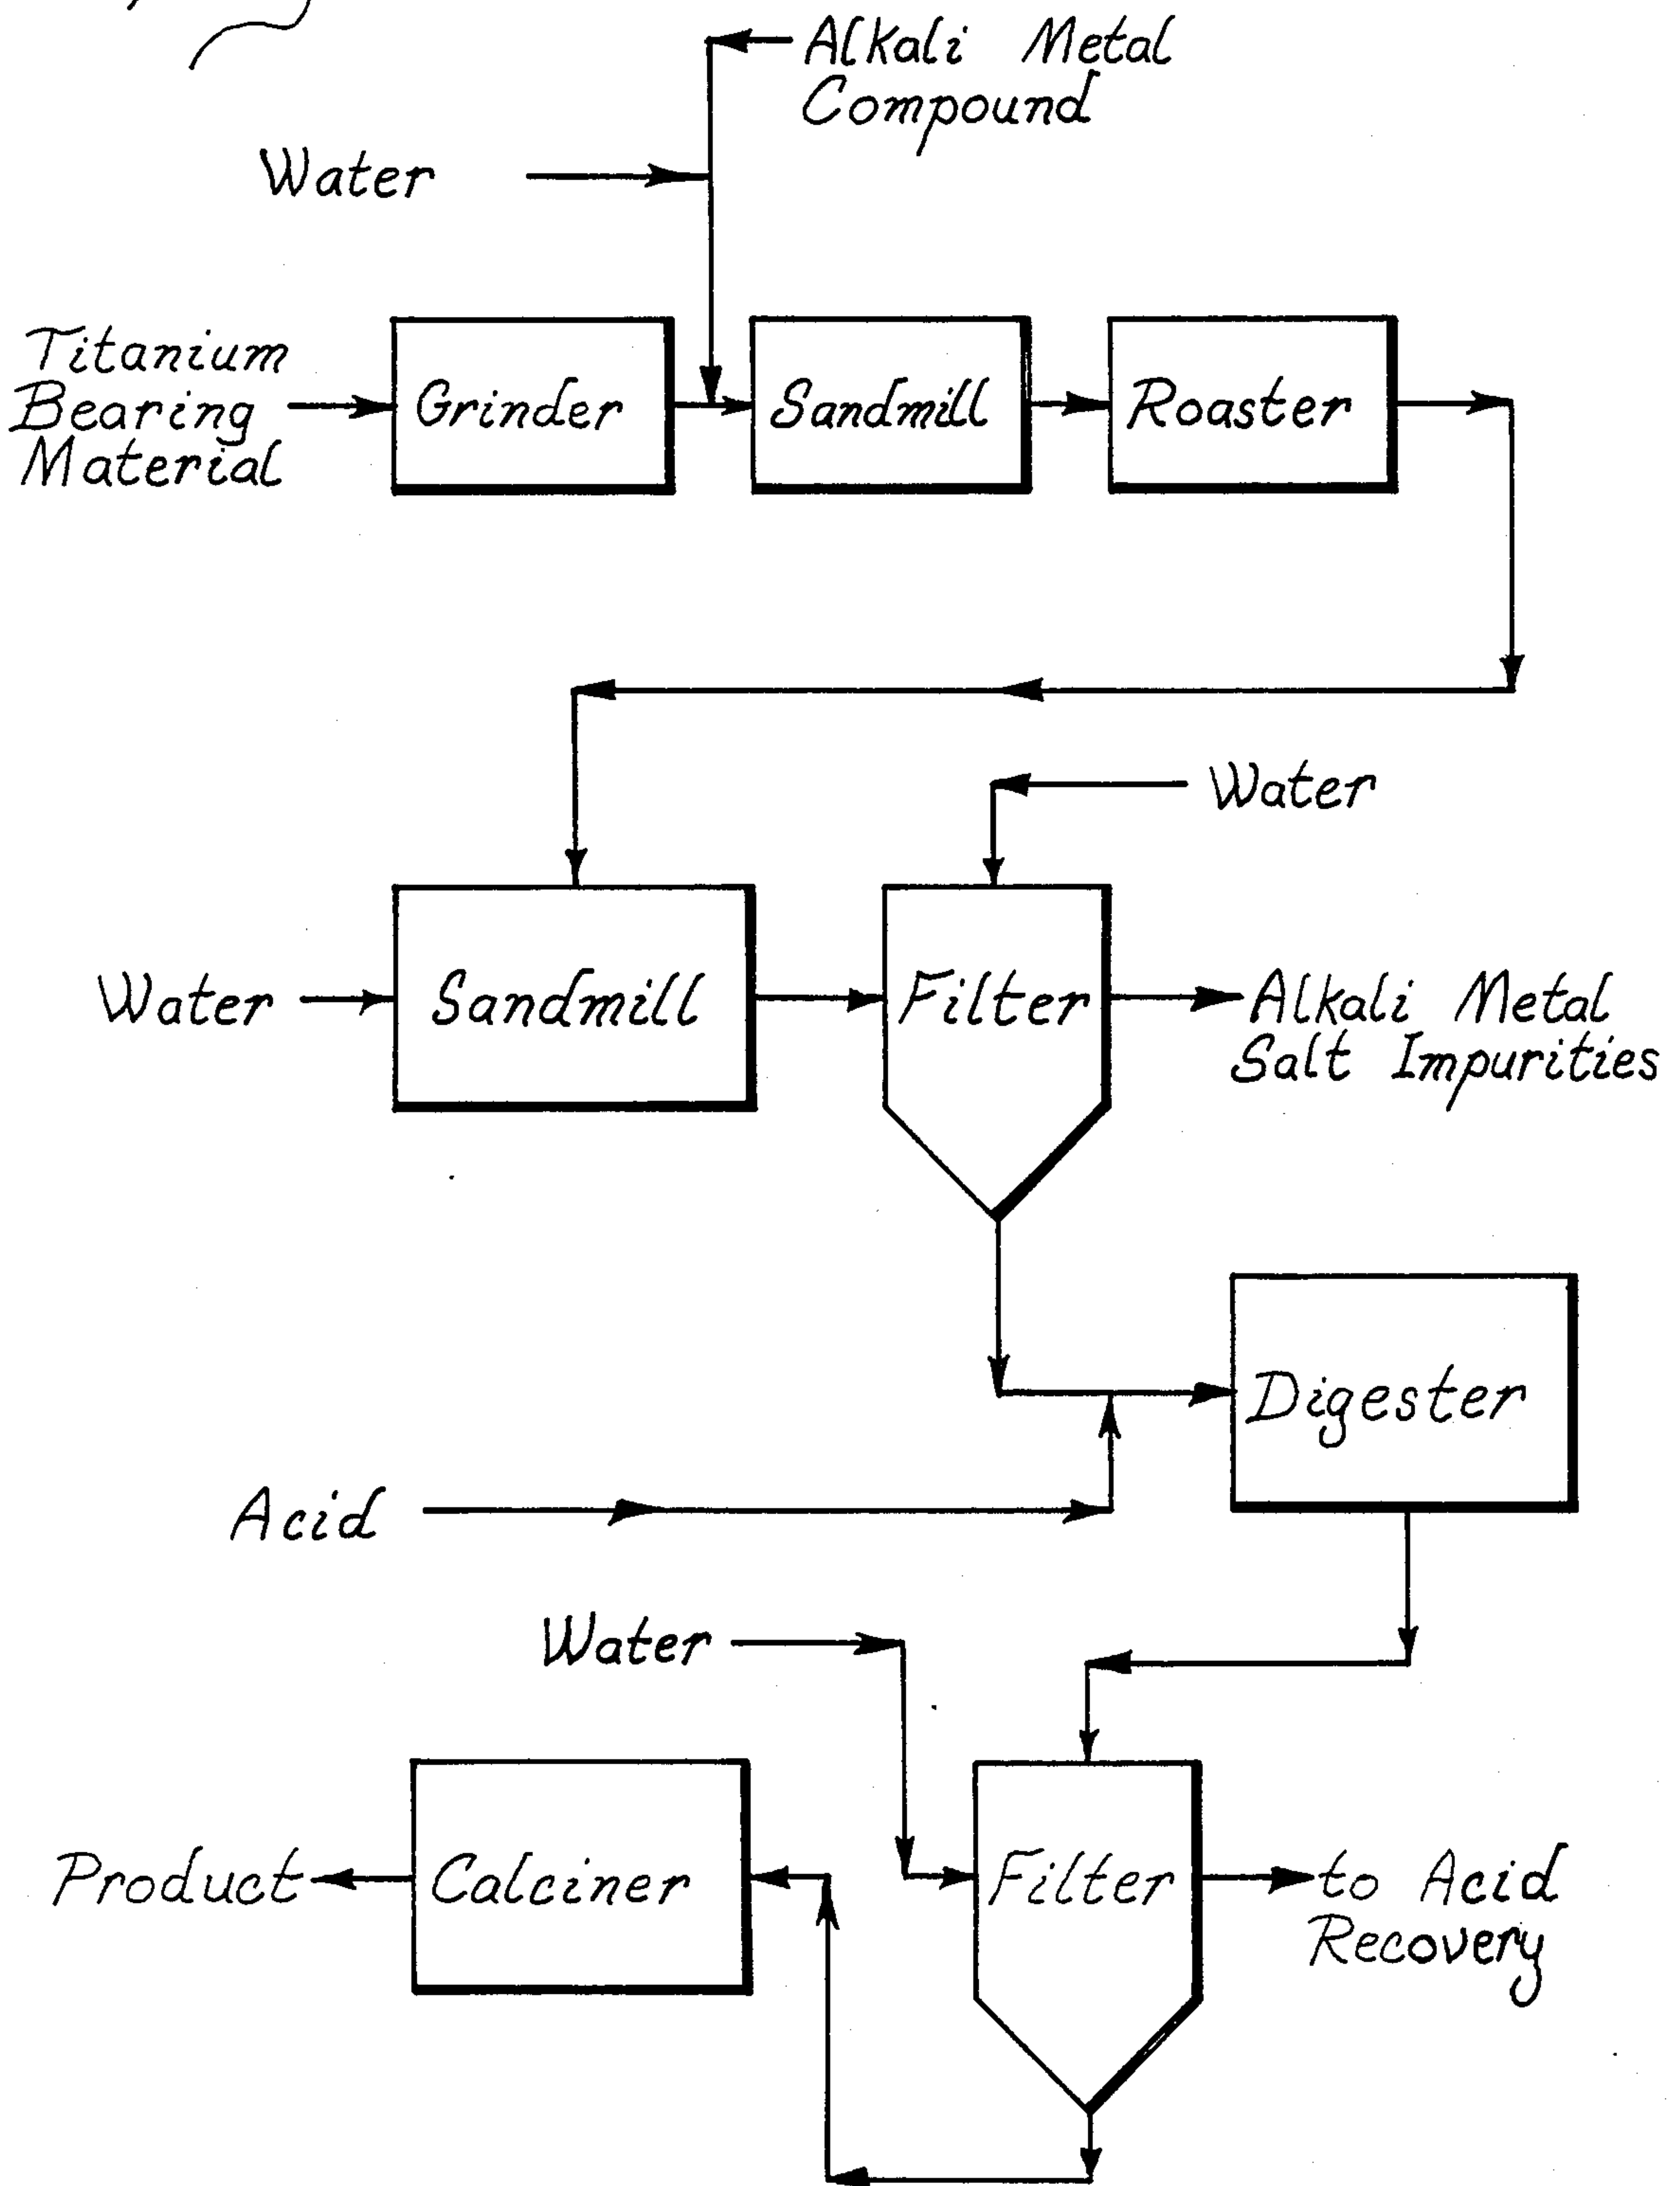 Alkali Metal
Compound
Water
Titanium
Bearing
Material
Grinder
Sandmill
Roaster
Water
Water
Sandmill
Filter
Alkali Metal
Salt Impurities
Digester
Acid
Water
Product
Calciner
Filter
to Acid
Recovery